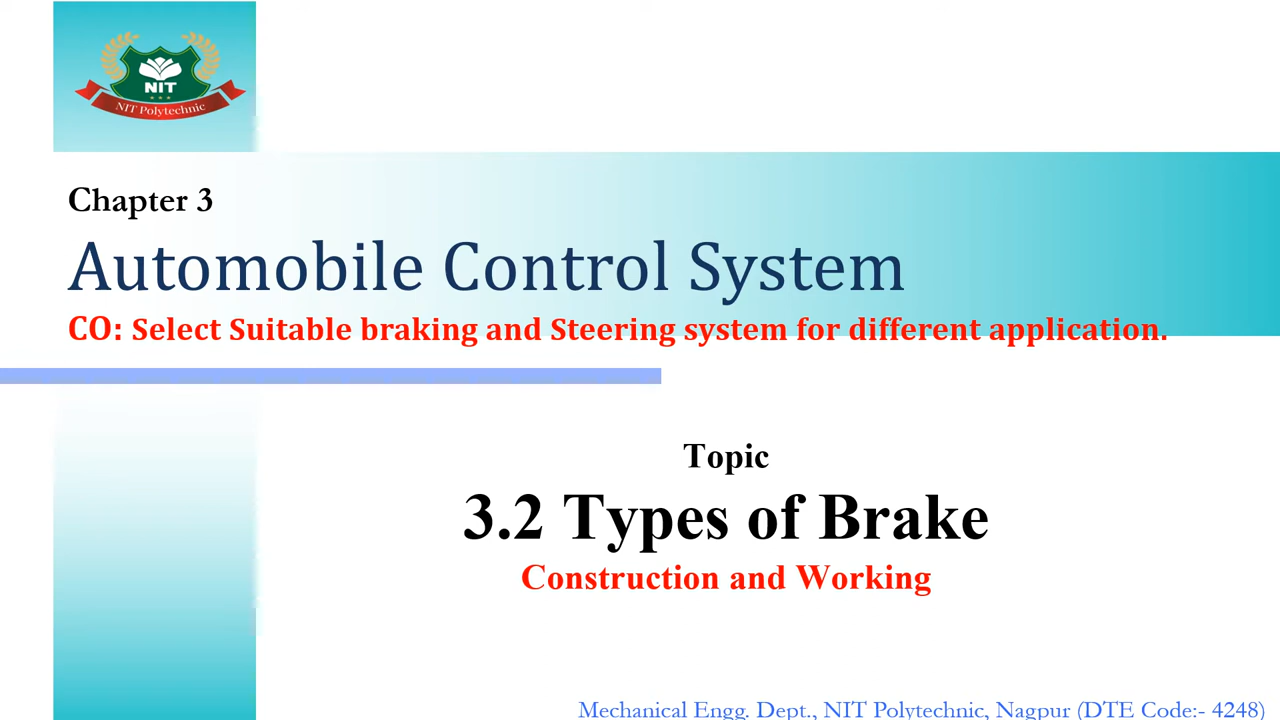 NIT
NIT Polytechnic
Chapter 3
Automobile Control System
CO: Select Suitable braking and Steering system for different application.
Topic
3.2 Types of Brake
Construction and Working
Mechanical Engg. Dept., NIT Polytechnic, Nagpur (DTE Code:- 4248)